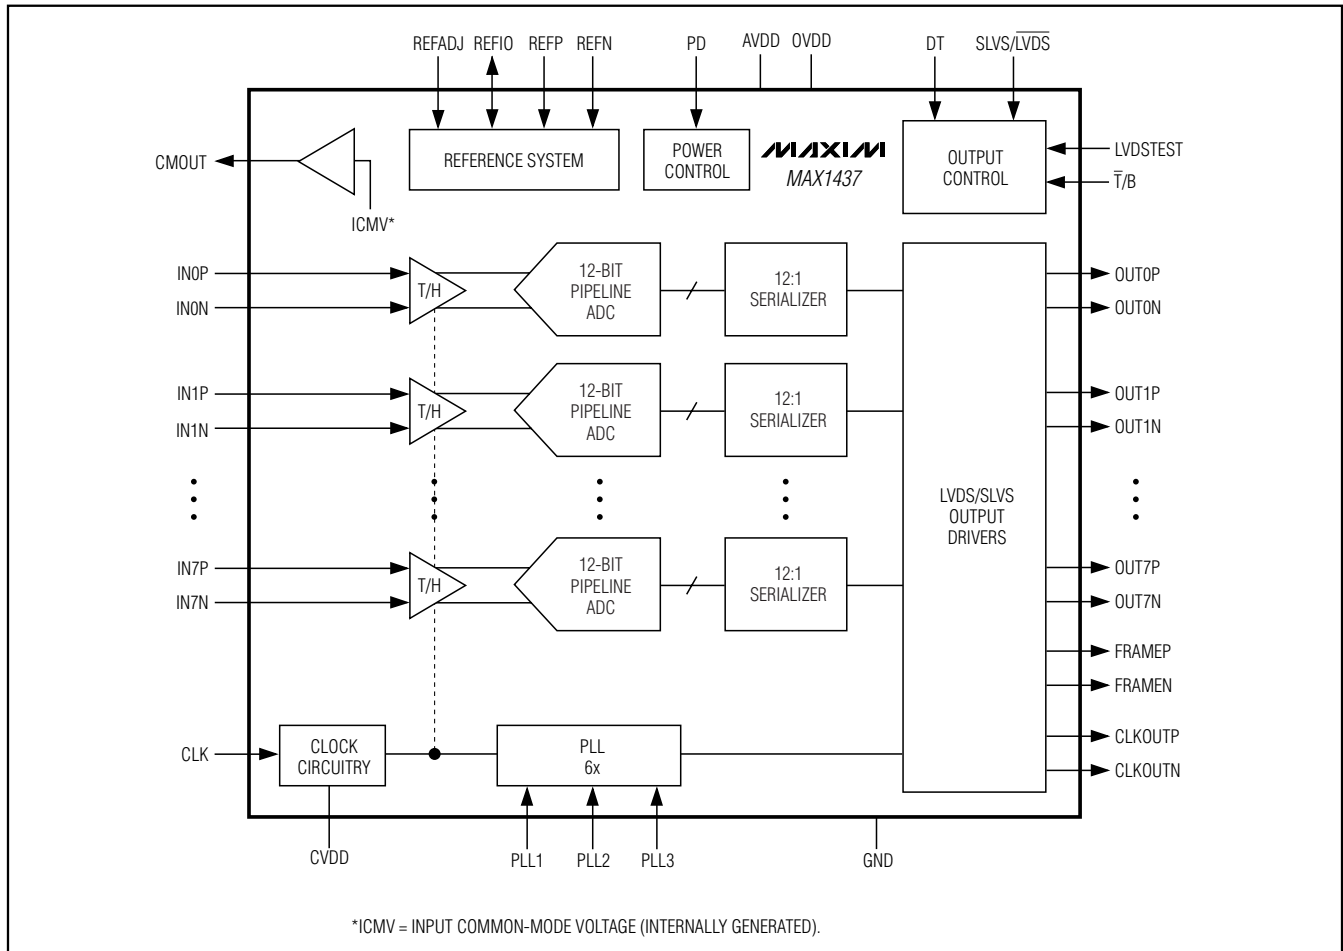 REFADJ REFIO REFP REFN PD AVDD OVDD DT SLVS/L̅V̅D̅S̅
CMOUT
ICMV*
REFERENCE SYSTEM
POWER
CONTROL
MAXIM
MAX1437
OUTPUT
CONTROL
LVDSTEST
T̅/B
IN0P
IN0N
T/H
12-BIT
PIPELINE
ADC
12:1
SERIALIZER
OUT0P
OUT0N
IN1P
IN1N
T/H
12-BIT
PIPELINE
ADC
12:1
SERIALIZER
OUT1P
OUT1N
LVDS/SLVS
OUTPUT
DRIVERS
IN7P
IN7N
T/H
12-BIT
PIPELINE
ADC
12:1
SERIALIZER
OUT7P
OUT7N
FRAMEP
FRAMEN
CLK
CLOCK
CIRCUITRY
PLL
6x
CLKOUTP
CLKOUTN
CVDD PLL1 PLL2 PLL3 GND
*ICMV = INPUT COMMON-MODE VOLTAGE (INTERNALLY GENERATED).